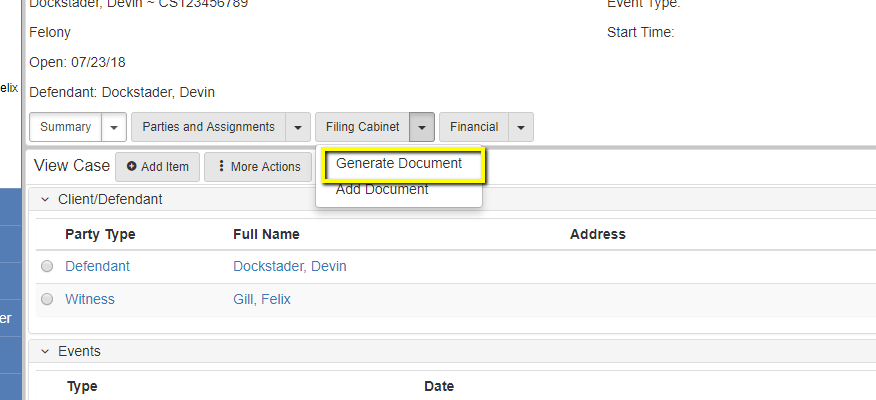 Dockstader, Devin ~ CS123456789
Event Type:
Felony
Start Time:
Open: 07/23/18
elix
Defendant: Dockstader, Devin
Summary Parties and Assignments Filing Cabinet Financial
Generate Document
View Case Add Item More Actions
Add Document
Client/Defendant
Party Type Full Name Address
Defendant Dockstader, Devin
Witness Gill, Felix
er
Events
Type Date